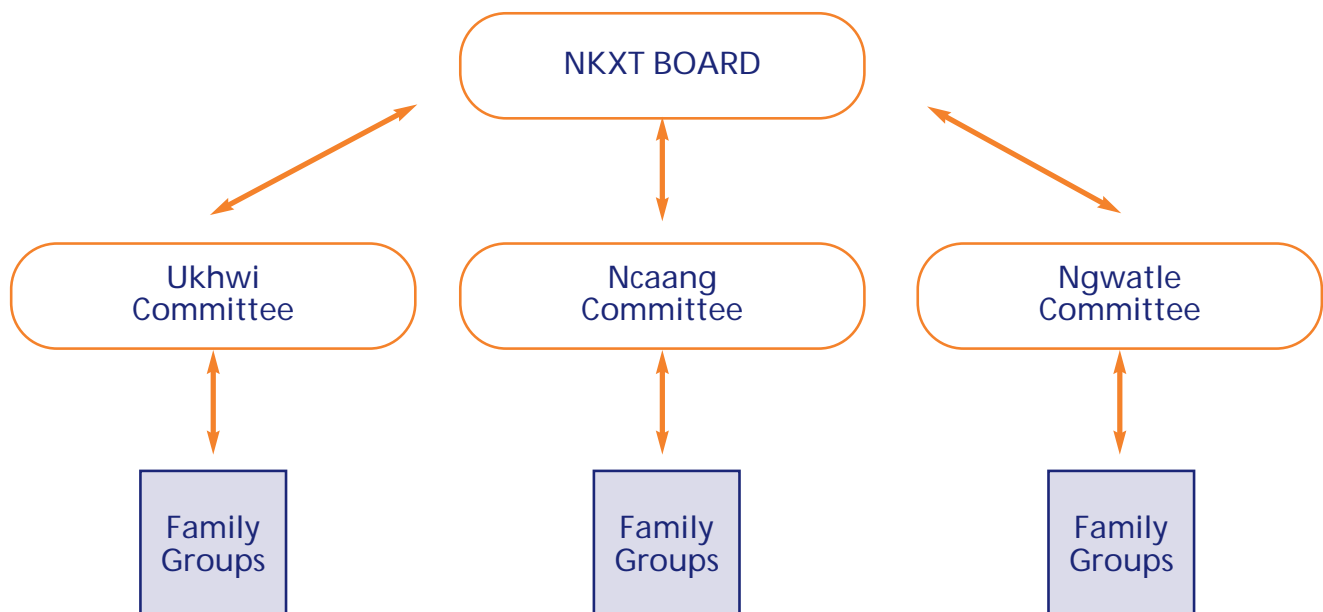 NKXT BOARD
Ukhwi
Committee
Ncaang
Committee
Ngwatle
Committee
Family
Groups
Family
Groups
Family
Groups